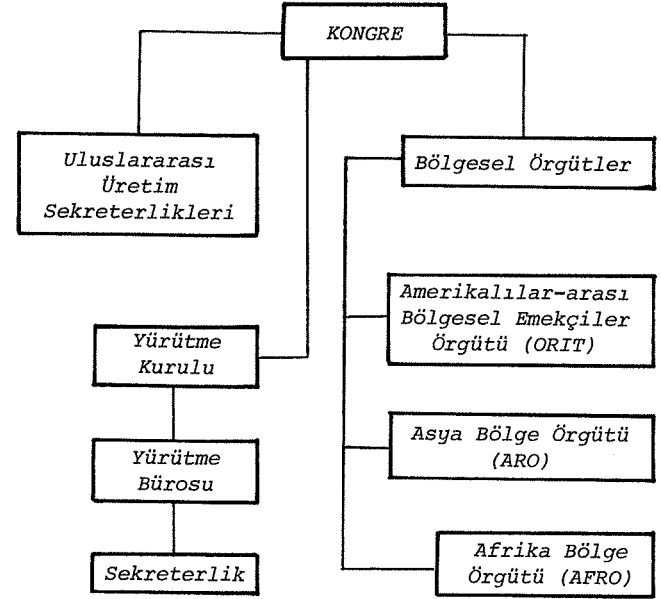 KONGRE
Uluslararası
Üretim
Sekreterlikleri
Bölgesel Örgütler
Amerikalılar-arası
Bölgesel Emekçiler
Örgütü (ORIT)
Yürütme
Kurulu
Asya Bölge Örgütü
(ARO)
Yürütme
Bürosu
Afrika Bölge
Örgütü (AFRO)
Sekreterlik